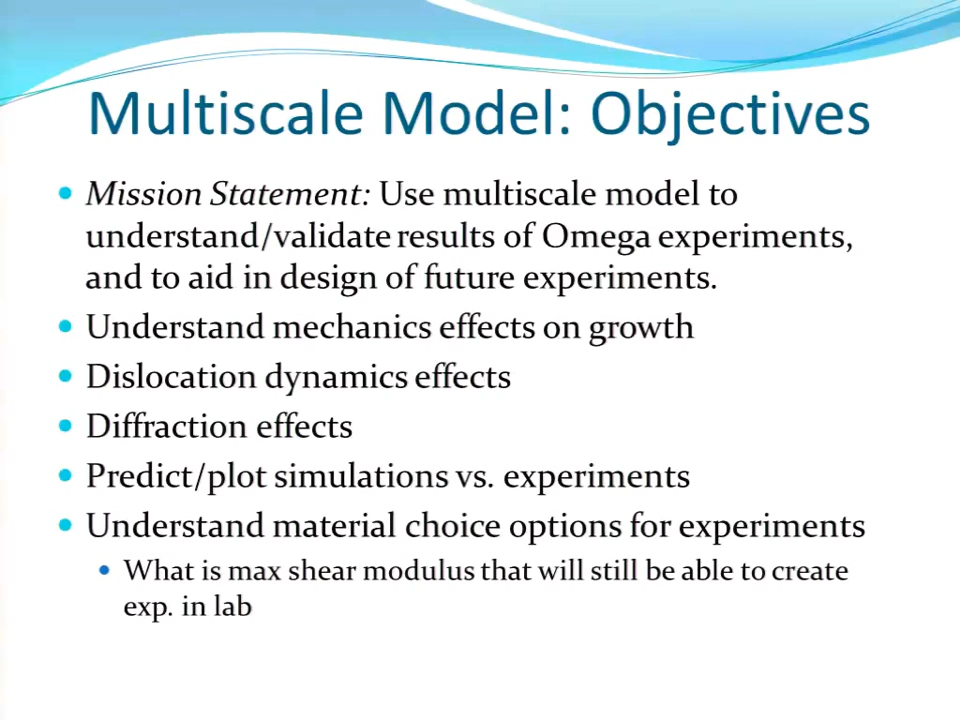 Multiscale Model: Objectives
Mission Statement: Use multiscale model to
understand/validate results of Omega experiments,
and to aid in design of future experiments.
Understand mechanics effects on growth
Dislocation dynamics effects
Diffraction effects
Predict/plot simulations vs. experiments
Understand material choice options for experiments
What is max shear modulus that will still be able to create
exp. in lab